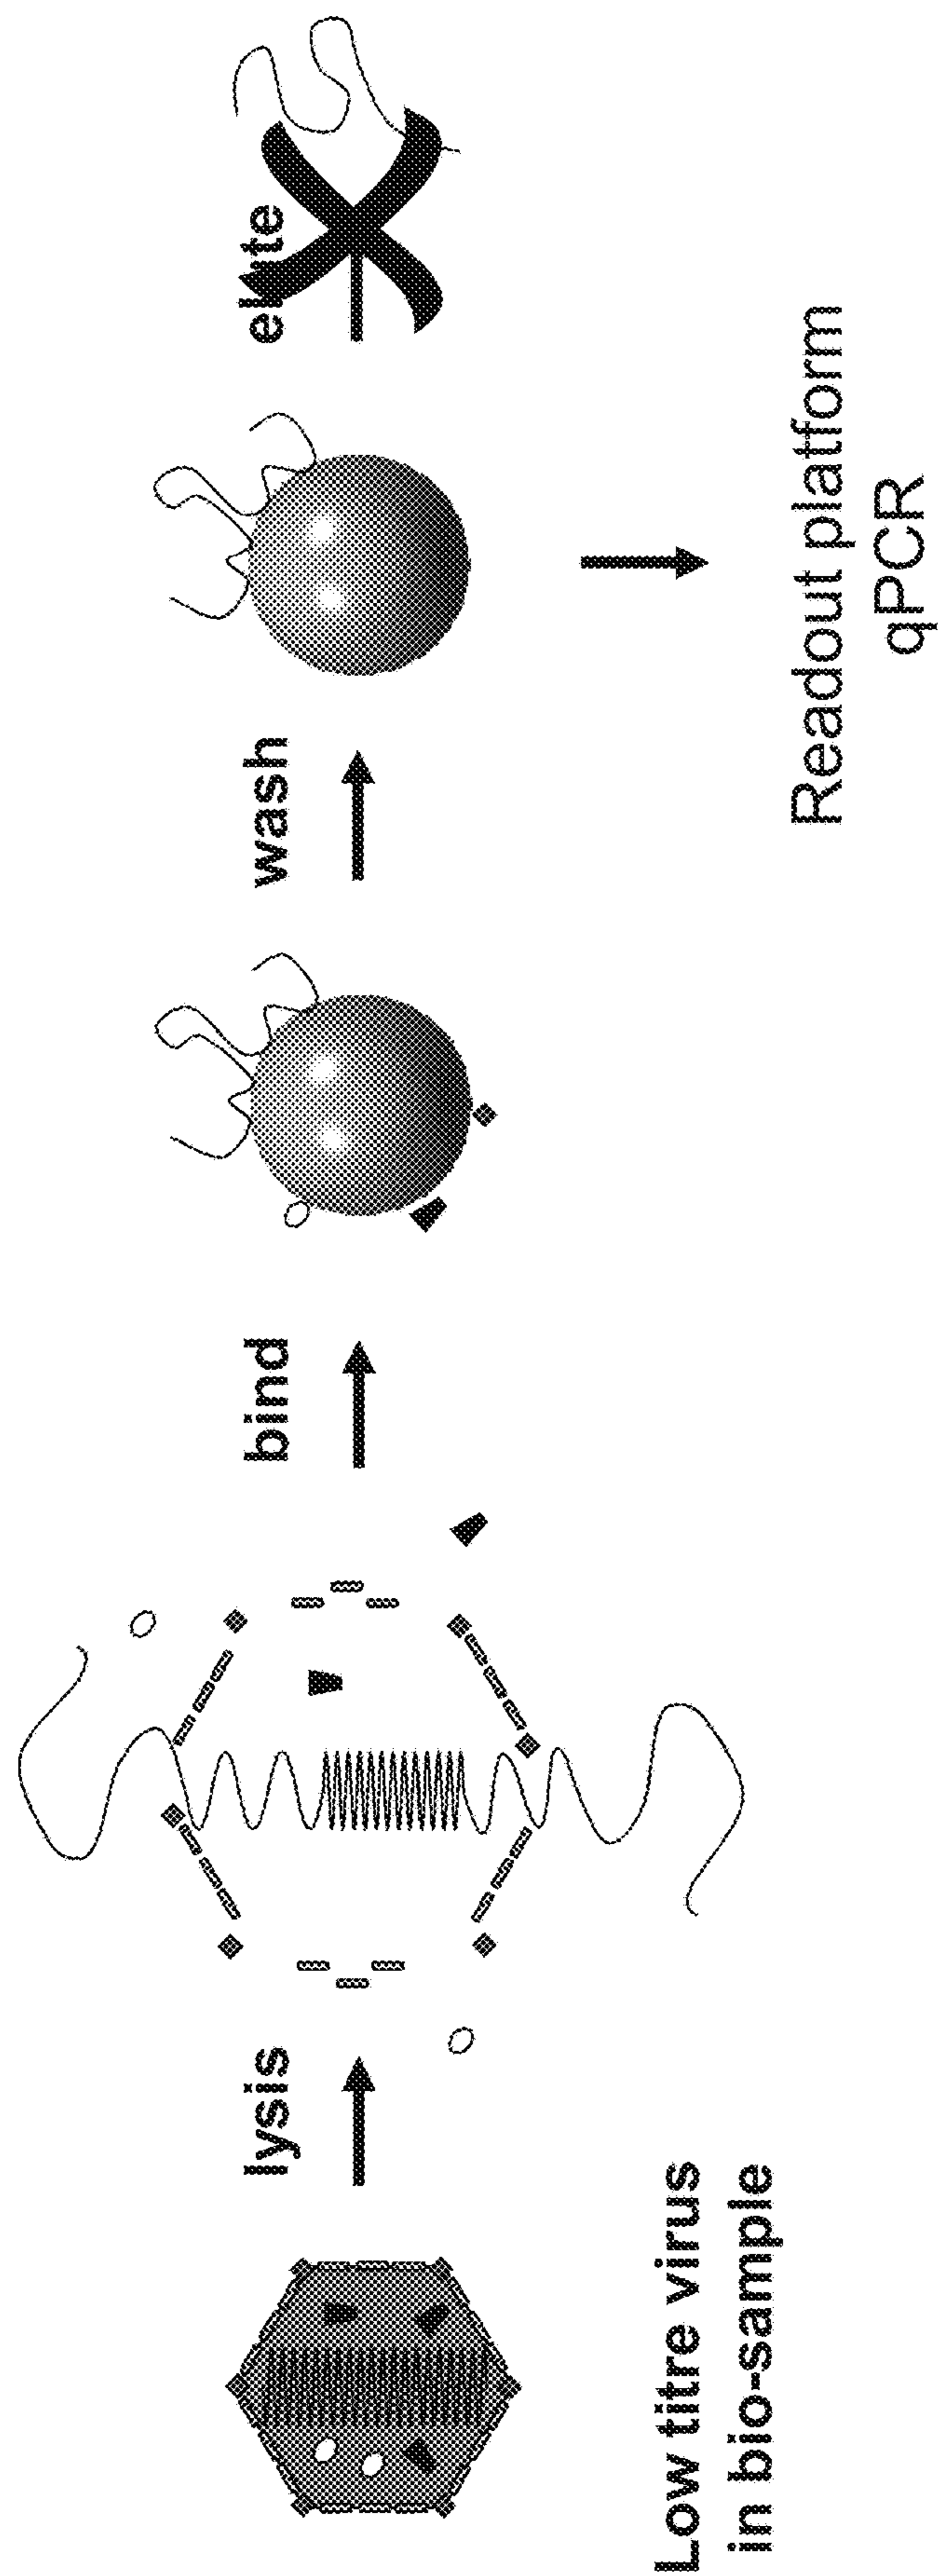 Low titre virus
in bio-sample
lysis
bind
wash
elute
Readout platform
qPCR